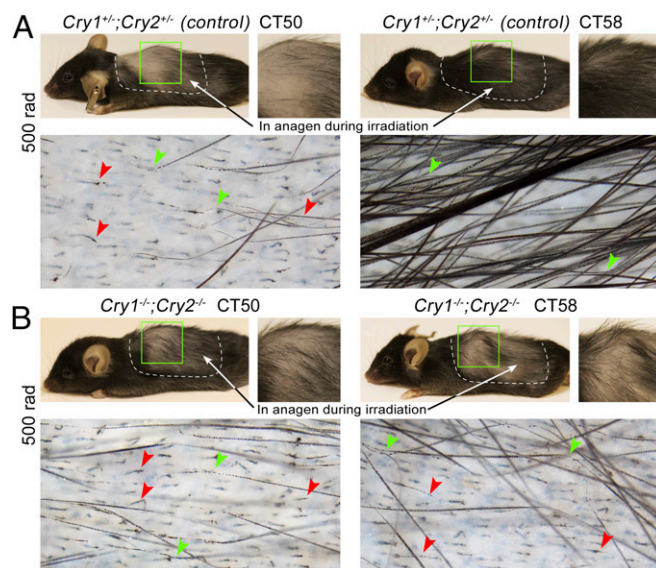 A
Cry1+/-;Cry2+/- (control) CT50
Cry1+/-;Cry2+/- (control) CT58
500 rad
In anagen during irradiation
B
Cry1-/-;Cry2-/- CT50
Cry1-/-;Cry2-/- CT58
500 rad
In anagen during irradiation